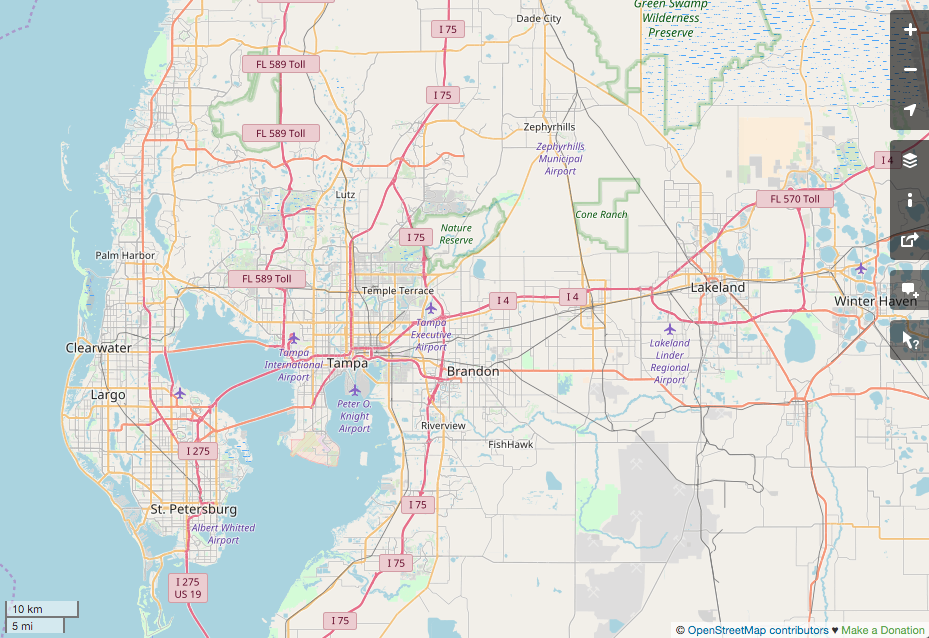 Green Swamp
Wilderness
Preserve
Dade City
I 75
FL 589 Toll
I 75
Zephyrhills
FL 589 Toll
Zephyrhills
Municipal
Airport
I 4
Lutz
FL 570 Toll
Cone Ranch
Nature
Reserve
I 75
Palm Harbor
FL 589 Toll
Temple Terrace
Lakeland
I 4
I 4
Winter Haven
Tampa
Executive
Airport
Clearwater
Tampa
International
Airport
Tampa
Lakeland
Linder
Regional
Airport
Brandon
Largo
Peter O.
Knight
Airport
Riverview
FishHawk
I 275
St. Petersburg
I 75
Albert Whitted
Airport
I 75
I 275
US 19
I 75
10 km
5 mi
© OpenStreetMap contributors ♥ Make a Donation